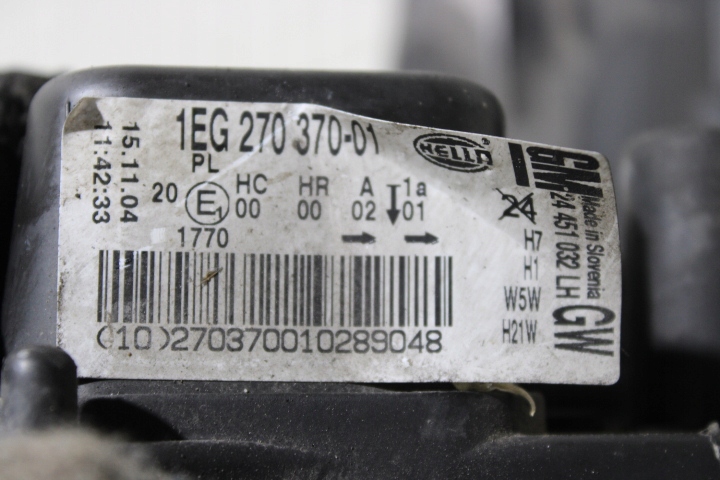 15.11.04
11:42:33
1EG 270 370-01
HELLA
PL
20 E1 HC HR A 1a
00 00 02 01
1770
(10)270370010289048
H7
H1
W5W
H21W
GM 24 451 032 LH GW
Made in Slovenia